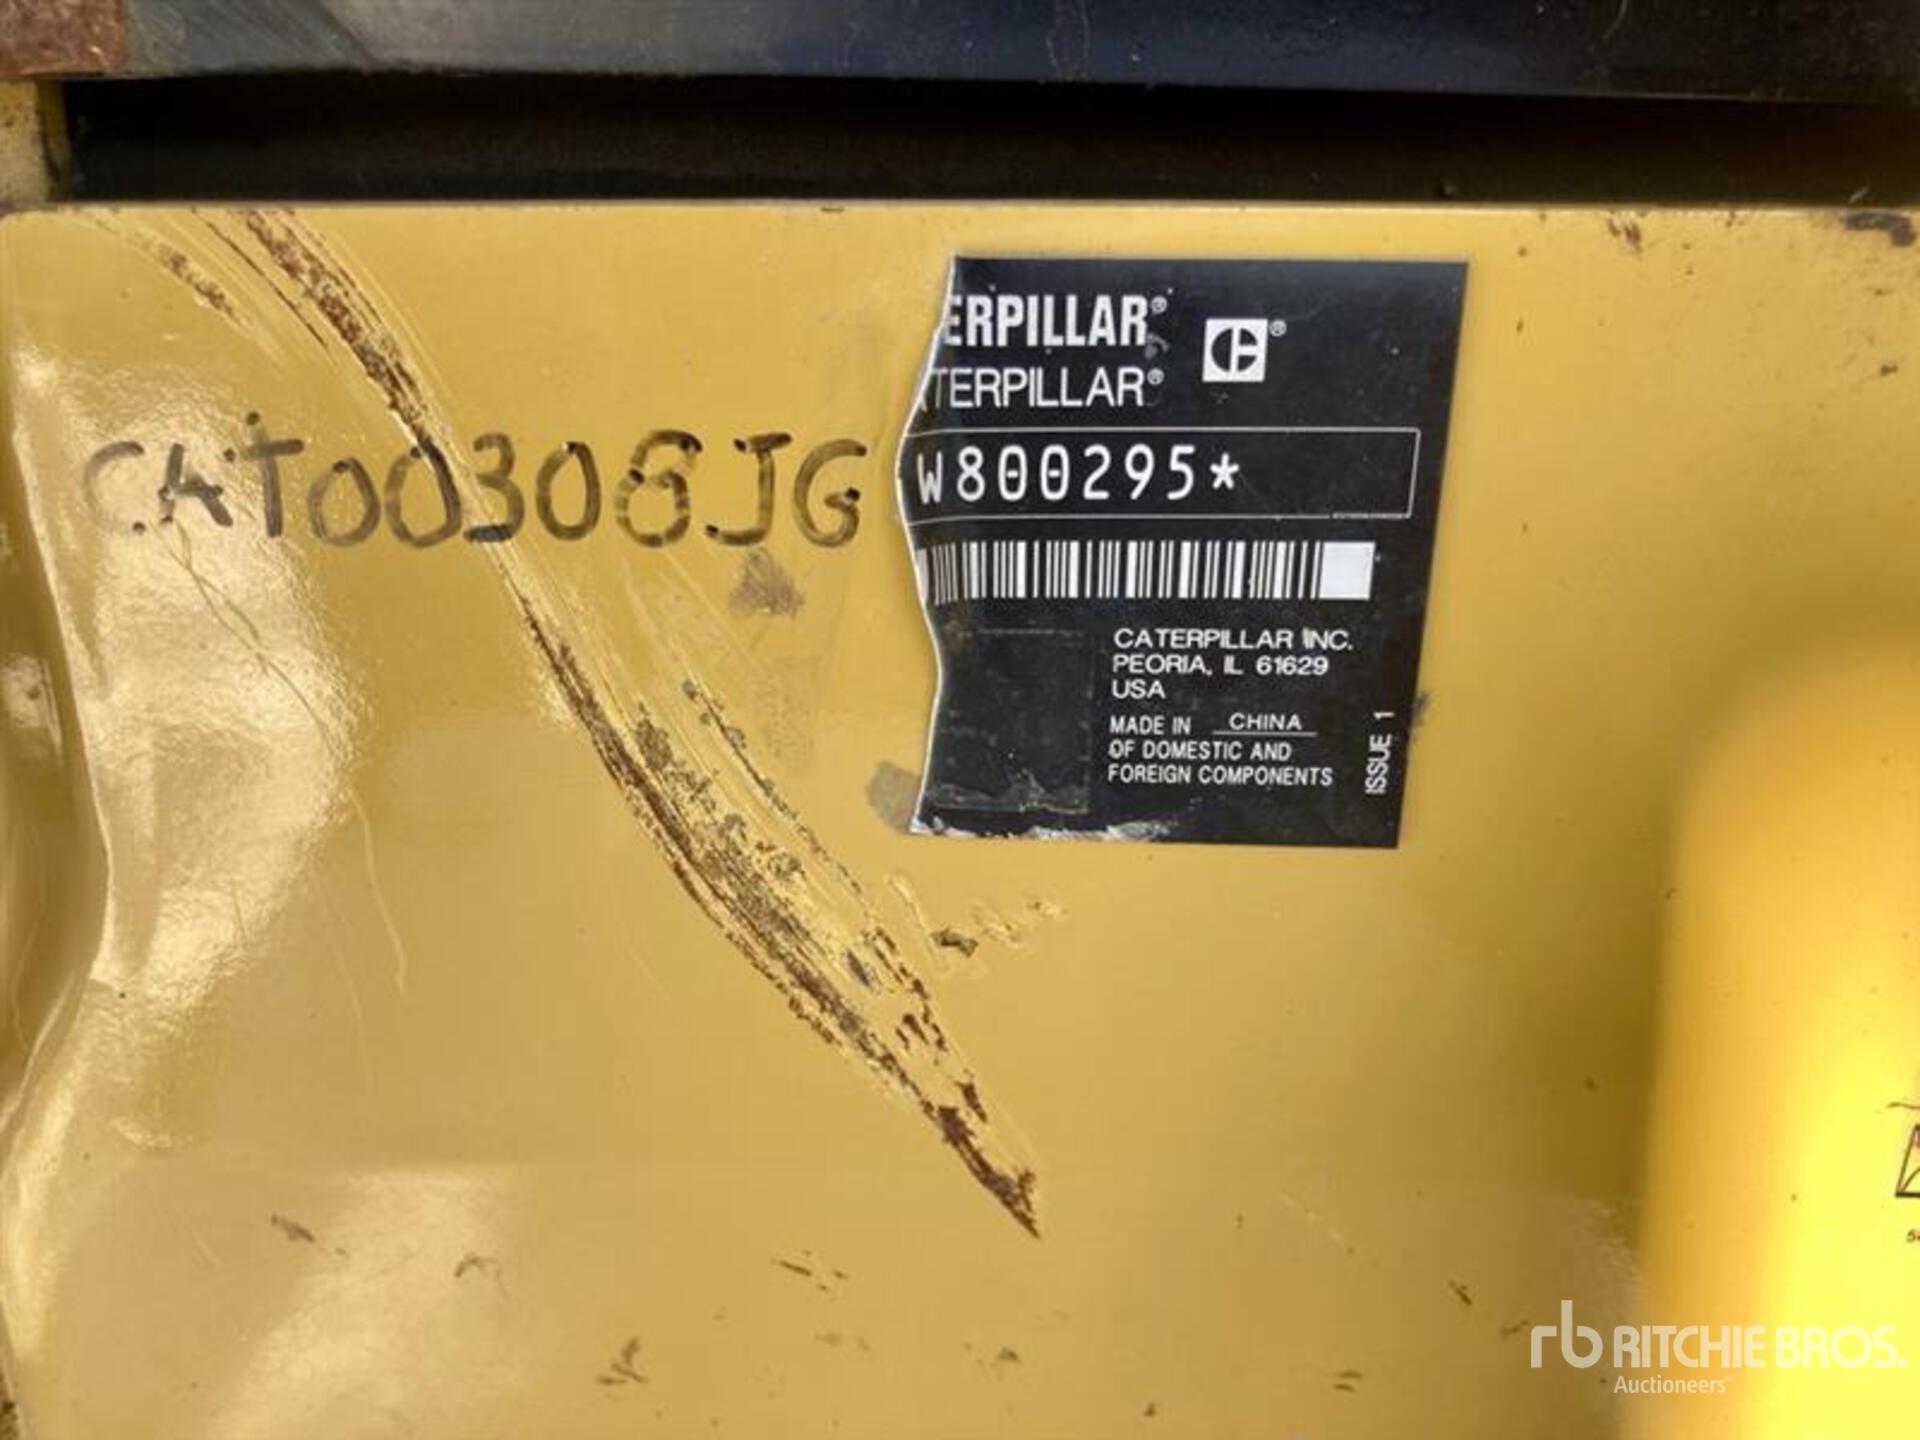 ERPILLAR®
TERPILLAR®
CAT00308JG
W800295*
CATERPILLAR INC.
PEORIA, IL 61629
USA
MADE IN CHINA
OF DOMESTIC AND
FOREIGN COMPONENTS
ISSUE 1
rb RITCHIE BROS.
Auctioneers